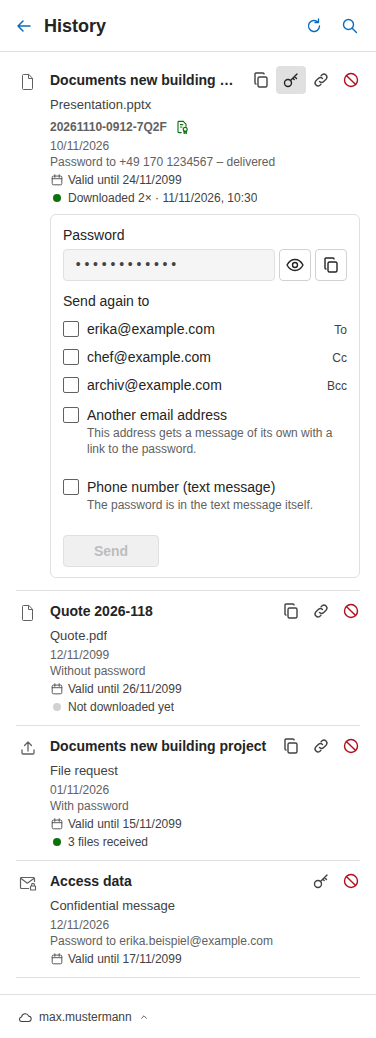 History
Documents new building …
Presentation.pptx
20261110-0912-7Q2F
10/11/2026
Password to +49 170 1234567 – delivered
Valid until 24/11/2099
Downloaded 2× · 11/11/2026, 10:30
Password
••••••••••••
Send again to
erika@example.com To
chef@example.com Cc
archiv@example.com Bcc
Another email address
This address gets a message of its own with a
link to the password.
Phone number (text message)
The password is in the text message itself.
Send
Quote 2026-118
Quote.pdf
12/11/2099
Without password
Valid until 26/11/2099
Not downloaded yet
Documents new building project
File request
01/11/2026
With password
Valid until 15/11/2099
3 files received
Access data
Confidential message
12/11/2026
Password to erika.beispiel@example.com
Valid until 17/11/2099
max.mustermann